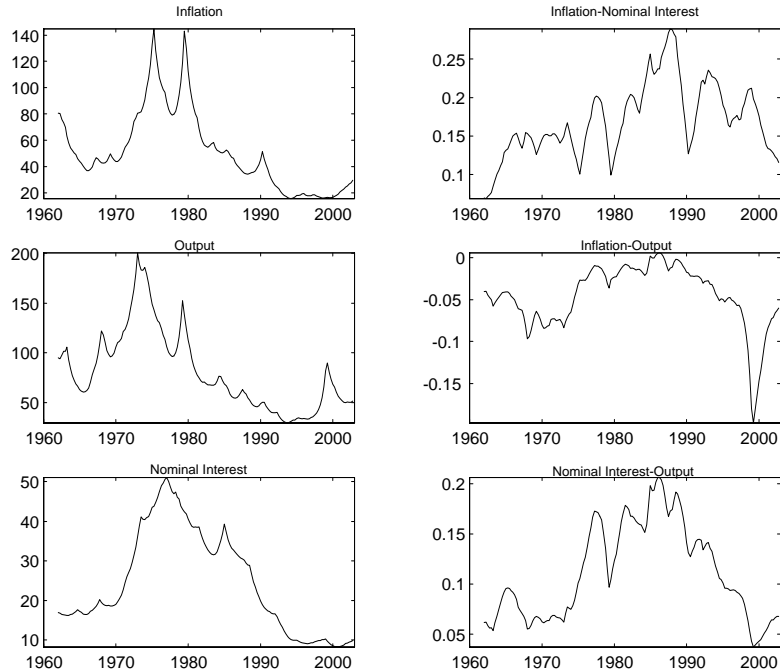 Inflation
140
120
100
80
60
40
20
1960 1970 1980 1990 2000
Inflation-Nominal Interest
0.25
0.2
0.15
0.1
1960 1970 1980 1990 2000
Output
200
150
100
50
1960 1970 1980 1990 2000
Inflation-Output
0
-0.05
-0.1
-0.15
1960 1970 1980 1990 2000
Nominal Interest
50
40
30
20
10
1960 1970 1980 1990 2000
Nominal Interest-Output
0.2
0.15
0.1
0.05
1960 1970 1980 1990 2000